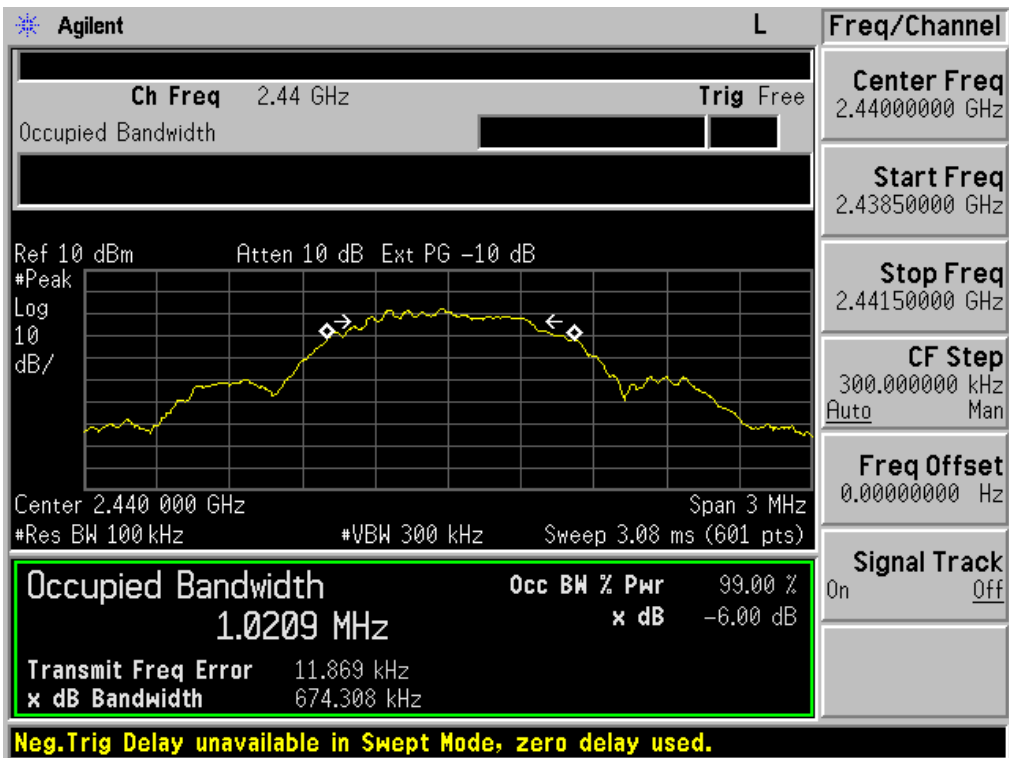 Agilent
L
Freq/Channel
Ch Freq 2.44 GHz
Trig Free
Occupied Bandwidth
Center Freq
2.44000000 GHz
Start Freq
2.43850000 GHz
Stop Freq
2.44150000 GHz
CF Step
300.000000 kHz
Auto Man
Freq Offset
0.00000000 Hz
Signal Track
On Off
Ref 10 dBm Atten 10 dB Ext PG -10 dB
#Peak
Log
10
dB/
Center 2.440 000 GHz Span 3 MHz
#Res BW 100 kHz #VBW 300 kHz Sweep 3.08 ms (601 pts)
Occupied Bandwidth
1.0209 MHz
Occ BW % Pwr 99.00 %
x dB -6.00 dB
Transmit Freq Error 11.869 kHz
x dB Bandwidth 674.308 kHz
Neg.Trig Delay unavailable in Swept Mode, zero delay used.